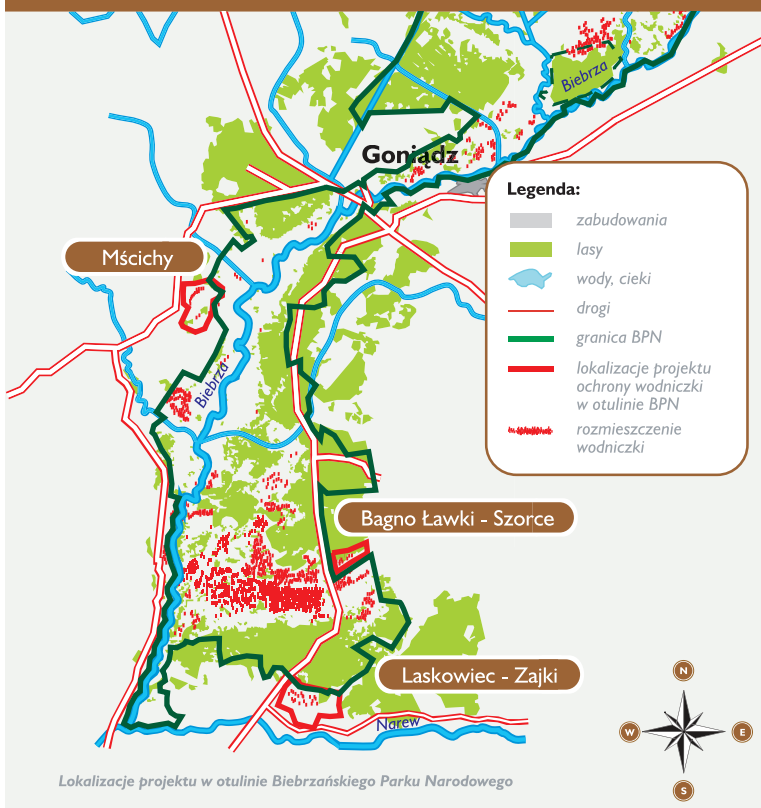 Biebrza
Goniądz
Legenda:
zabudowania
lasy
wody, cieki
drogi
granica BPN
lokalizacje projektu
ochrony wodniczki
w otulinie BPN
rozmieszczenie
wodniczki
Mścichy
Biebrza
Bagno Ławki - Szorce
Laskowiec - Zajki
Narew
N
W
E
S
Lokalizacje projektu w otulinie Biebrzańskiego Parku Narodowego